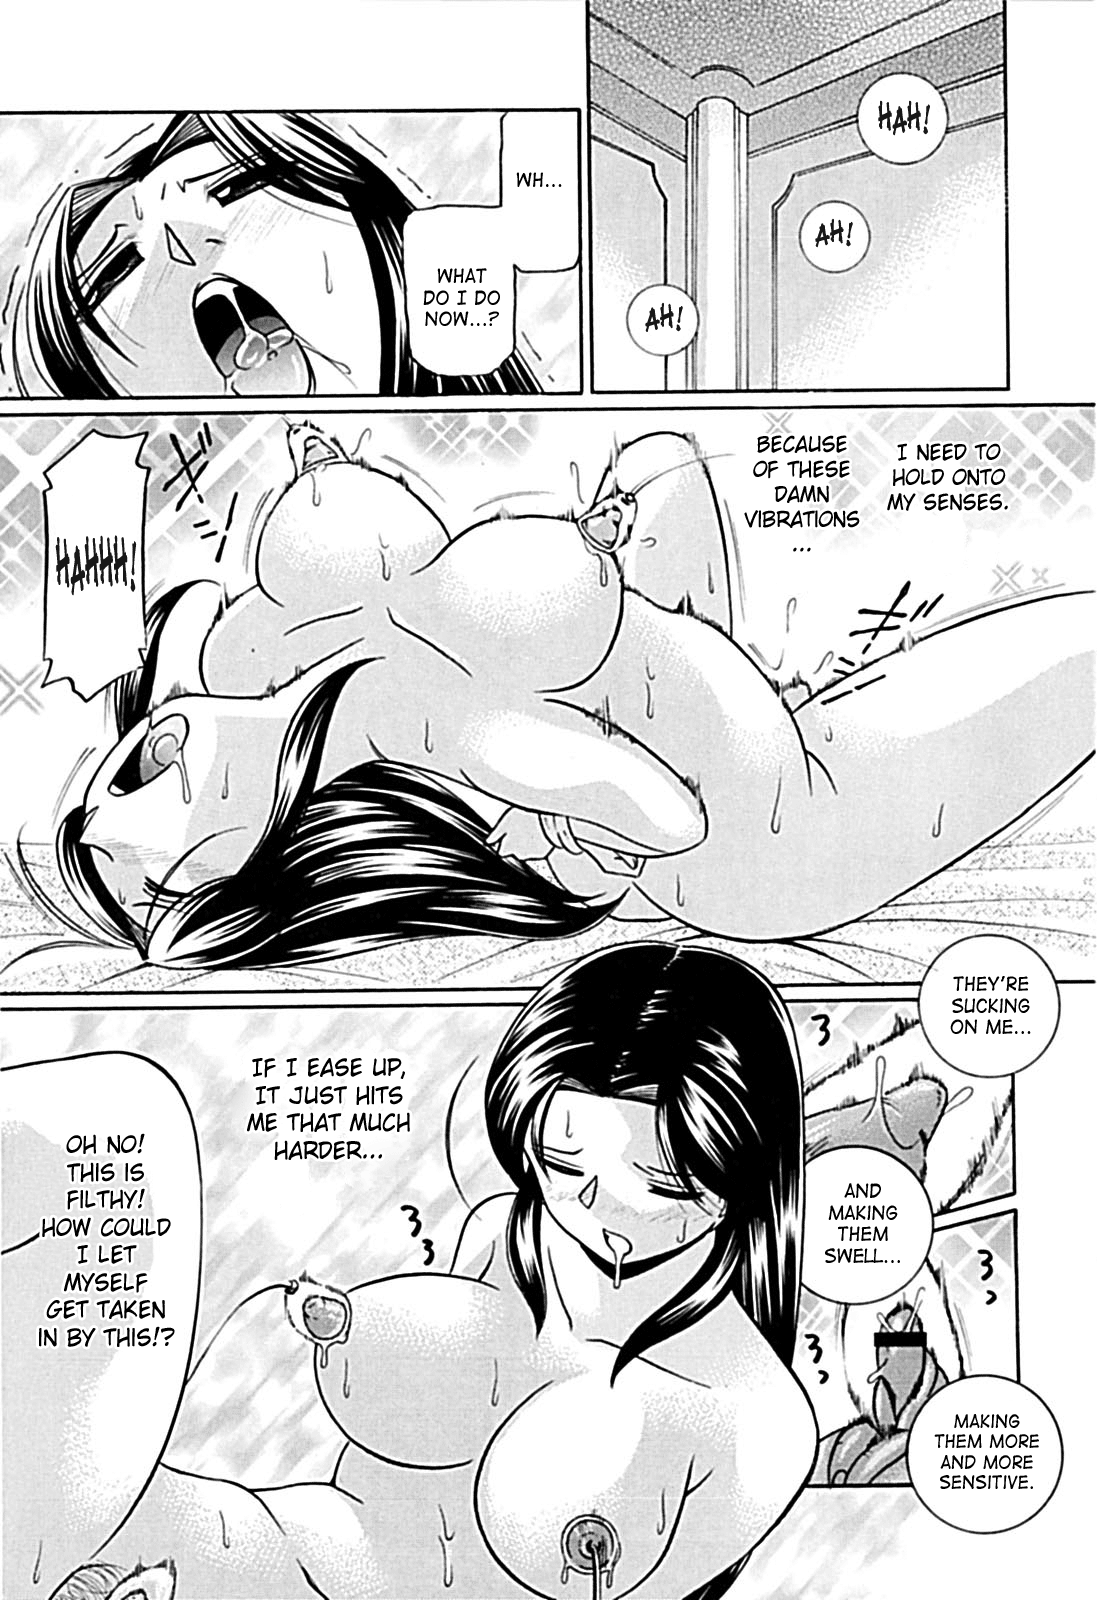 HAH!
AH!
AH!
WH...
WHAT
DO I DO
NOW...?
I NEED TO
HOLD ONTO
MY SENSES.
BECAUSE
OF THESE
DAMN
VIBRATIONS
...
HAHHH!
THEY'RE
SUCKING
ON ME...
AND
MAKING
THEM
SWELL...
MAKING
THEM MORE
AND MORE
SENSITIVE.
IF I EASE UP,
IT JUST HITS
ME THAT MUCH
HARDER...
OH NO!
THIS IS
FILTHY!
HOW COULD
I LET
MYSELF
GET TAKEN
IN BY THIS!?